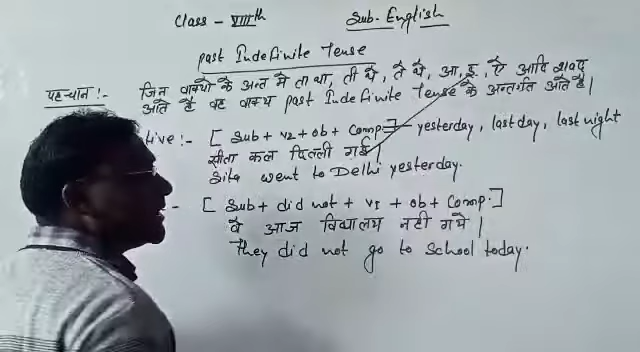 Class - VIIIth Sub. English
past Indefinite Tense
पहचान :- जिन वाक्यों के अन्त मे ता था, ती थे, ते थे, आ, इ, ऐ आदि शब्द
आते है वह वाक्य past Indefinite Tense के अन्तर्गत आते है।
tive :- [ Sub + v2 + ob + Comp.] - yesterday, last day, last night
सीता कल दिल्ली गई।
Sita went to Delhi yesterday.
- [ Sub + did not + v1 + ob + Comp.]
वे आज विद्यालय नही गये।
They did not go to School today.